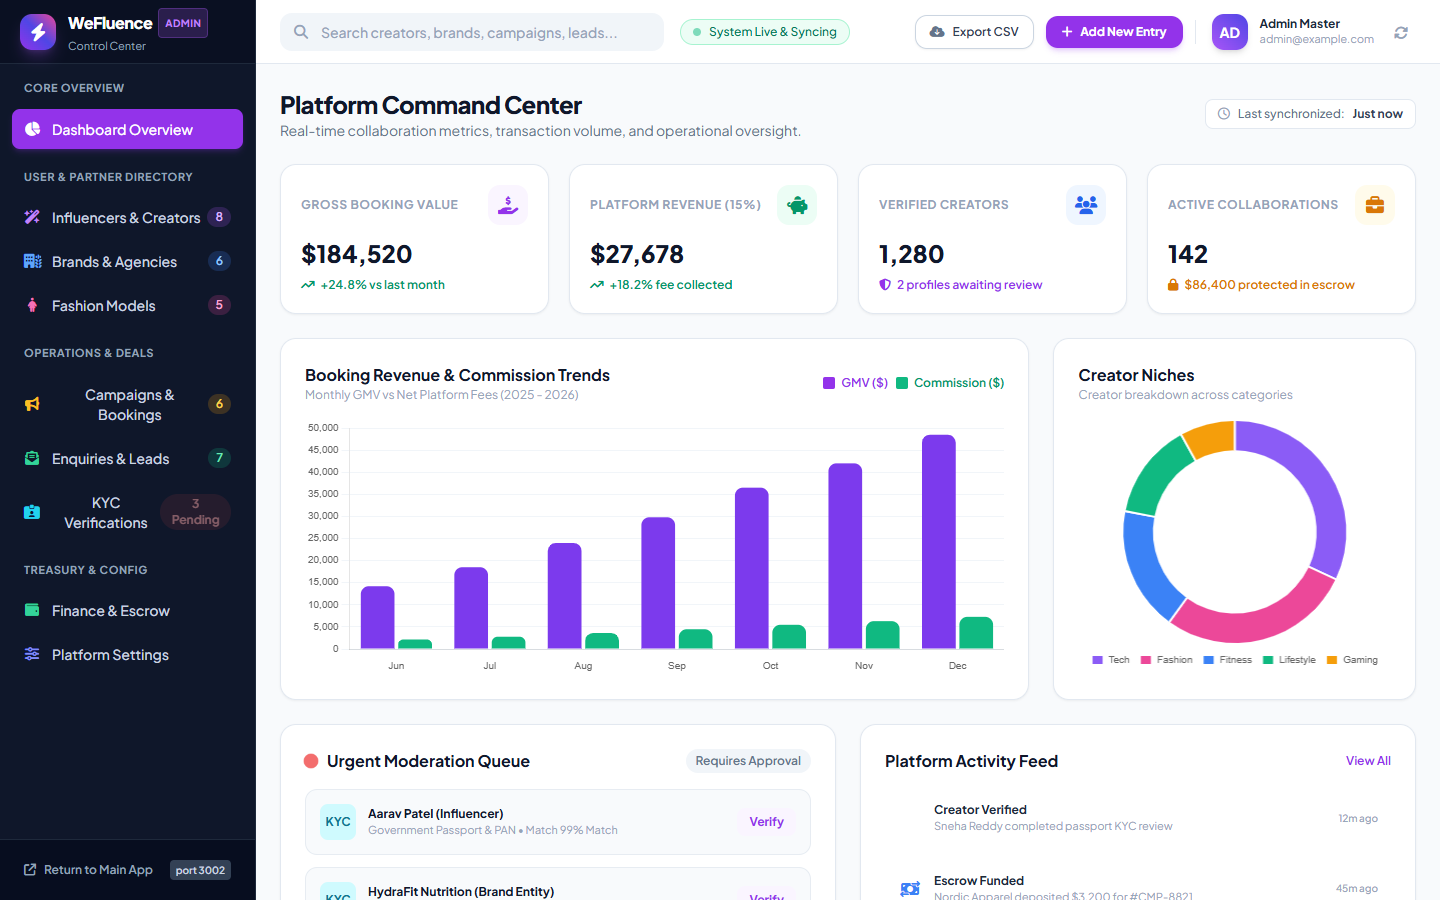 WeFluence ADMIN
Control Center
Search creators, brands, campaigns, leads...
System Live & Syncing
Export CSV
Add New Entry
AD
Admin Master
admin@example.com
CORE OVERVIEW
Dashboard Overview
USER & PARTNER DIRECTORY
Influencers & Creators 8
Brands & Agencies 6
Fashion Models 5
OPERATIONS & DEALS
Campaigns &
Bookings 6
Enquiries & Leads 7
KYC
Verifications
3
Pending
TREASURY & CONFIG
Finance & Escrow
Platform Settings
Return to Main App port 3002
Platform Command Center
Real-time collaboration metrics, transaction volume, and operational oversight.
Last synchronized: Just now
GROSS BOOKING VALUE
$
$184,520
+24.8% vs last month
PLATFORM REVENUE (15%)
$27,678
+18.2% fee collected
VERIFIED CREATORS
1,280
2 profiles awaiting review
ACTIVE COLLABORATIONS
142
$86,400 protected in escrow
Booking Revenue & Commission Trends
Monthly GMV vs Net Platform Fees (2025 - 2026)
GMV ($) Commission ($)
50,000
45,000
40,000
35,000
30,000
25,000
20,000
15,000
10,000
5,000
0
Jun Jul Aug Sep Oct Nov Dec
Creator Niches
Creator breakdown across categories
Tech Fashion Fitness Lifestyle Gaming
Urgent Moderation Queue
Requires Approval
KYC
Aarav Patel (Influencer)
Government Passport & PAN • Match 99% Match
Verify
KYC
HydraFit Nutrition (Brand Entity)
Verify
Platform Activity Feed
View All
Creator Verified
Sneha Reddy completed passport KYC review
12m ago
Escrow Funded
Nordic Apparel deposited $3,200 for #CMP-8821
45m ago